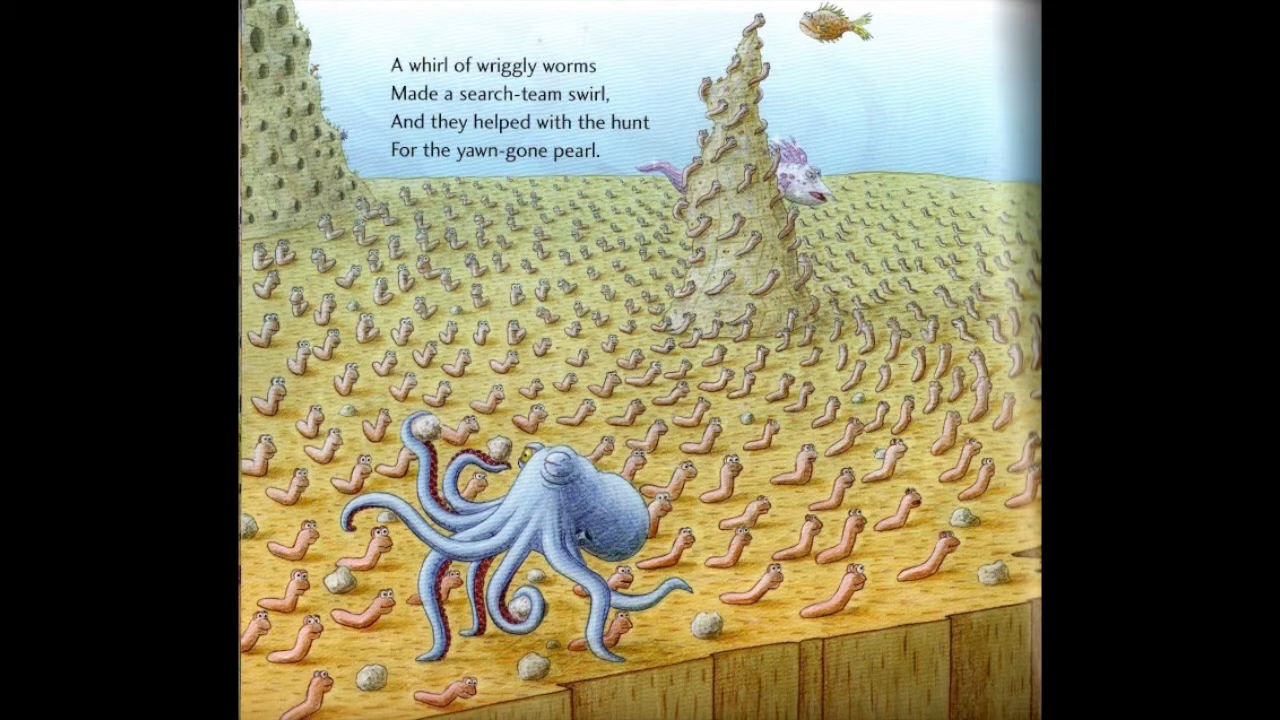 A whirl of wriggly worms
Made a search-team swirl,
And they helped with the hunt
For the yawn-gone pearl.